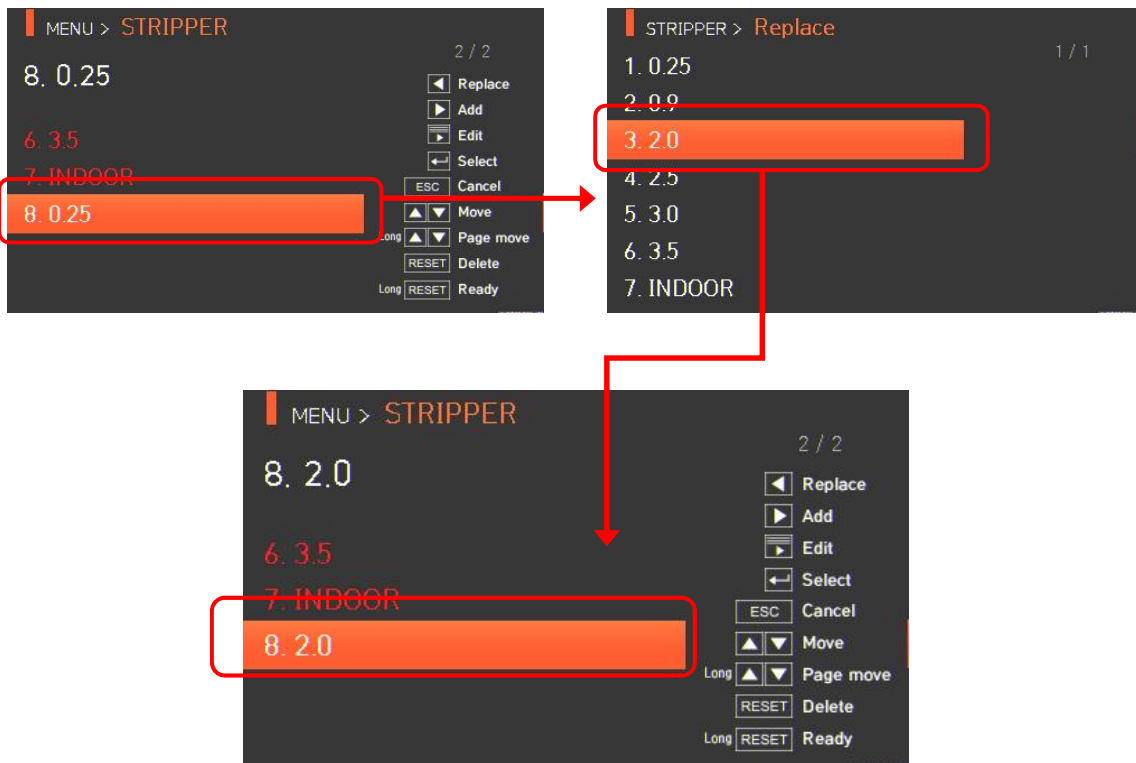 MENU > STRIPPER
2 / 2
8. 0.25
6. 3.5
7. INDOOR
8. 0.25
Replace
Add
Edit
Select
ESC Cancel
Move
Long Page move
RESET Delete
Long RESET Ready
STRIPPER > Replace
1 / 1
1. 0.25
2. 0.9
3. 2.0
4. 2.5
5. 3.0
6. 3.5
7. INDOOR
MENU > STRIPPER
2 / 2
8. 2.0
6. 3.5
7. INDOOR
8. 2.0
Replace
Add
Edit
Select
ESC Cancel
Move
Long Page move
RESET Delete
Long RESET Ready